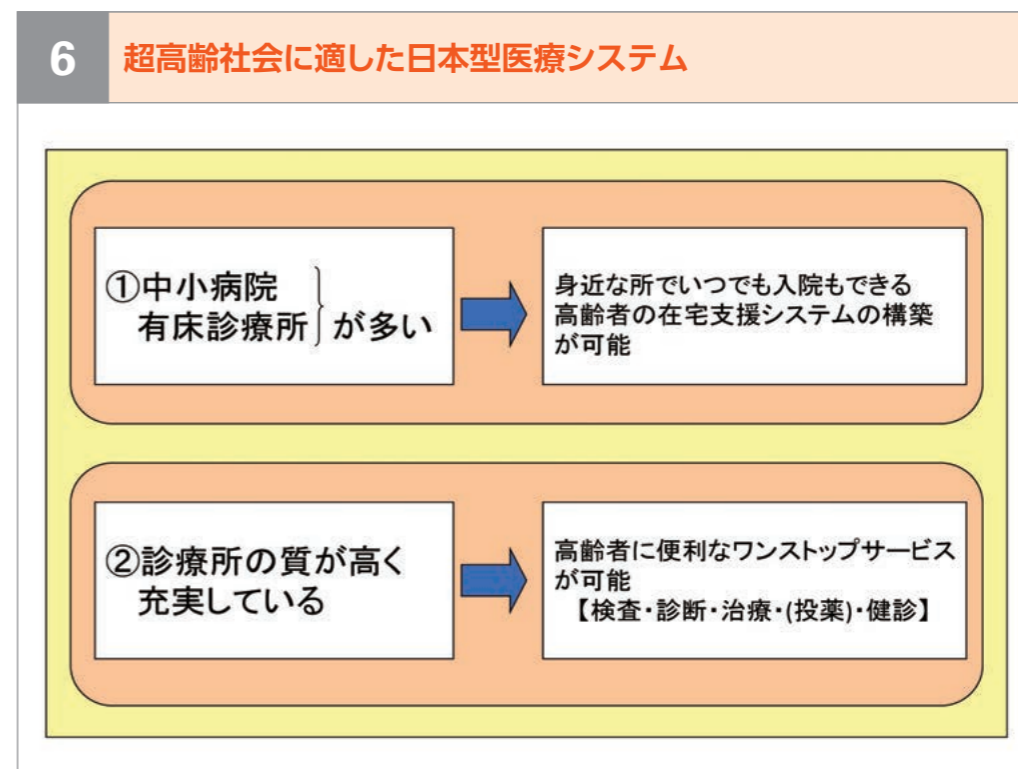 6
超高齢社会に適した日本型医療システム
①中小病院
有床診療所
が多い
身近な所でいつでも入院もできる
高齢者の在宅支援システムの構築
が可能
②診療所の質が高く
充実している
高齢者に便利なワンストップサービス
が可能
【検査・診断・治療・(投薬)・健診】